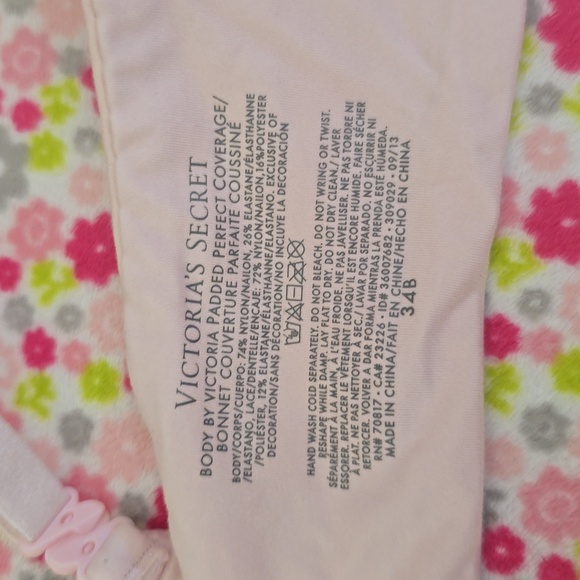 VICTORIA'S SECRET
BODY BY VICTORIA PADDED PERFECT COVERAGE/
BONNET COUVERTURE PARFAITE COUSSINÉ
BODY/CORPS/CUERPO: 74% NYLON/NAILON, 26% ELASTANE/ÉLASTHANNE
/ELASTANO, LACE/DENTELLE/ENCAJE: 72% NYLON/NAILON,16%POLYESTER
/POLIÉSTER, 12% ELASTANE/ÉLASTHANNE/ELASTANO. EXCLUSIVE OF
DECORATION/SANS DÉCORATION/NO INCLUYE LA DECORACIÓN
HAND WASH COLD SEPARATELY. DO NOT BLEACH. DO NOT WRING OR TWIST.
RESHAPE WHILE DAMP. LAY FLAT TO DRY. DO NOT DRY CLEAN./ LAVER
SÉPARÉMENT À LA MAIN, À L'EAU FROIDE. NE PAS JAVELLISER. NE PAS TORDRE NI
ESSORER. REPLACER LE VÊTEMENT LORSQU'IL EST ENCORE HUMIDE. FAIRE SÉCHER
À PLAT. NE PAS NETTOYER À SEC./ LAVAR POR SEPARADO. NO ESCURRIR NI
RETORCER. VOLVER A DAR FORMA MIENTRAS LA PRENDA ESTÉ HÚMEDA.
RN# 70817 • CA# 23226 • ID# 36007682 • 309029 • 09/13
MADE IN CHINA/FAIT EN CHINE/HECHO EN CHINA
34B